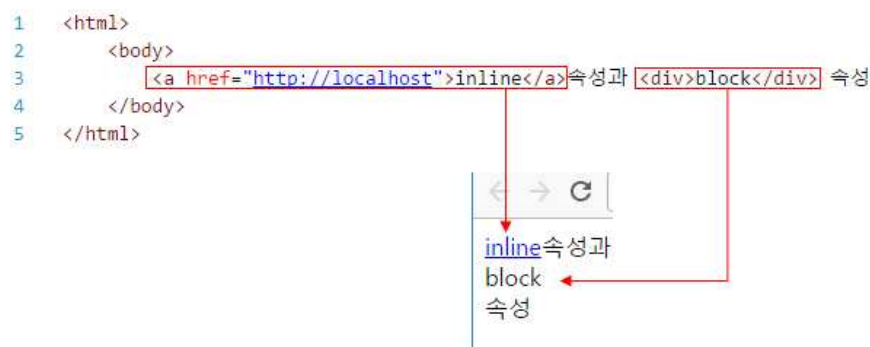 1 <html>
2 <body>
3 <a href="http://localhost">inline</a>속성과 <div>block</div> 속성
4 </body>
5 </html>
inline속성과
block
속성